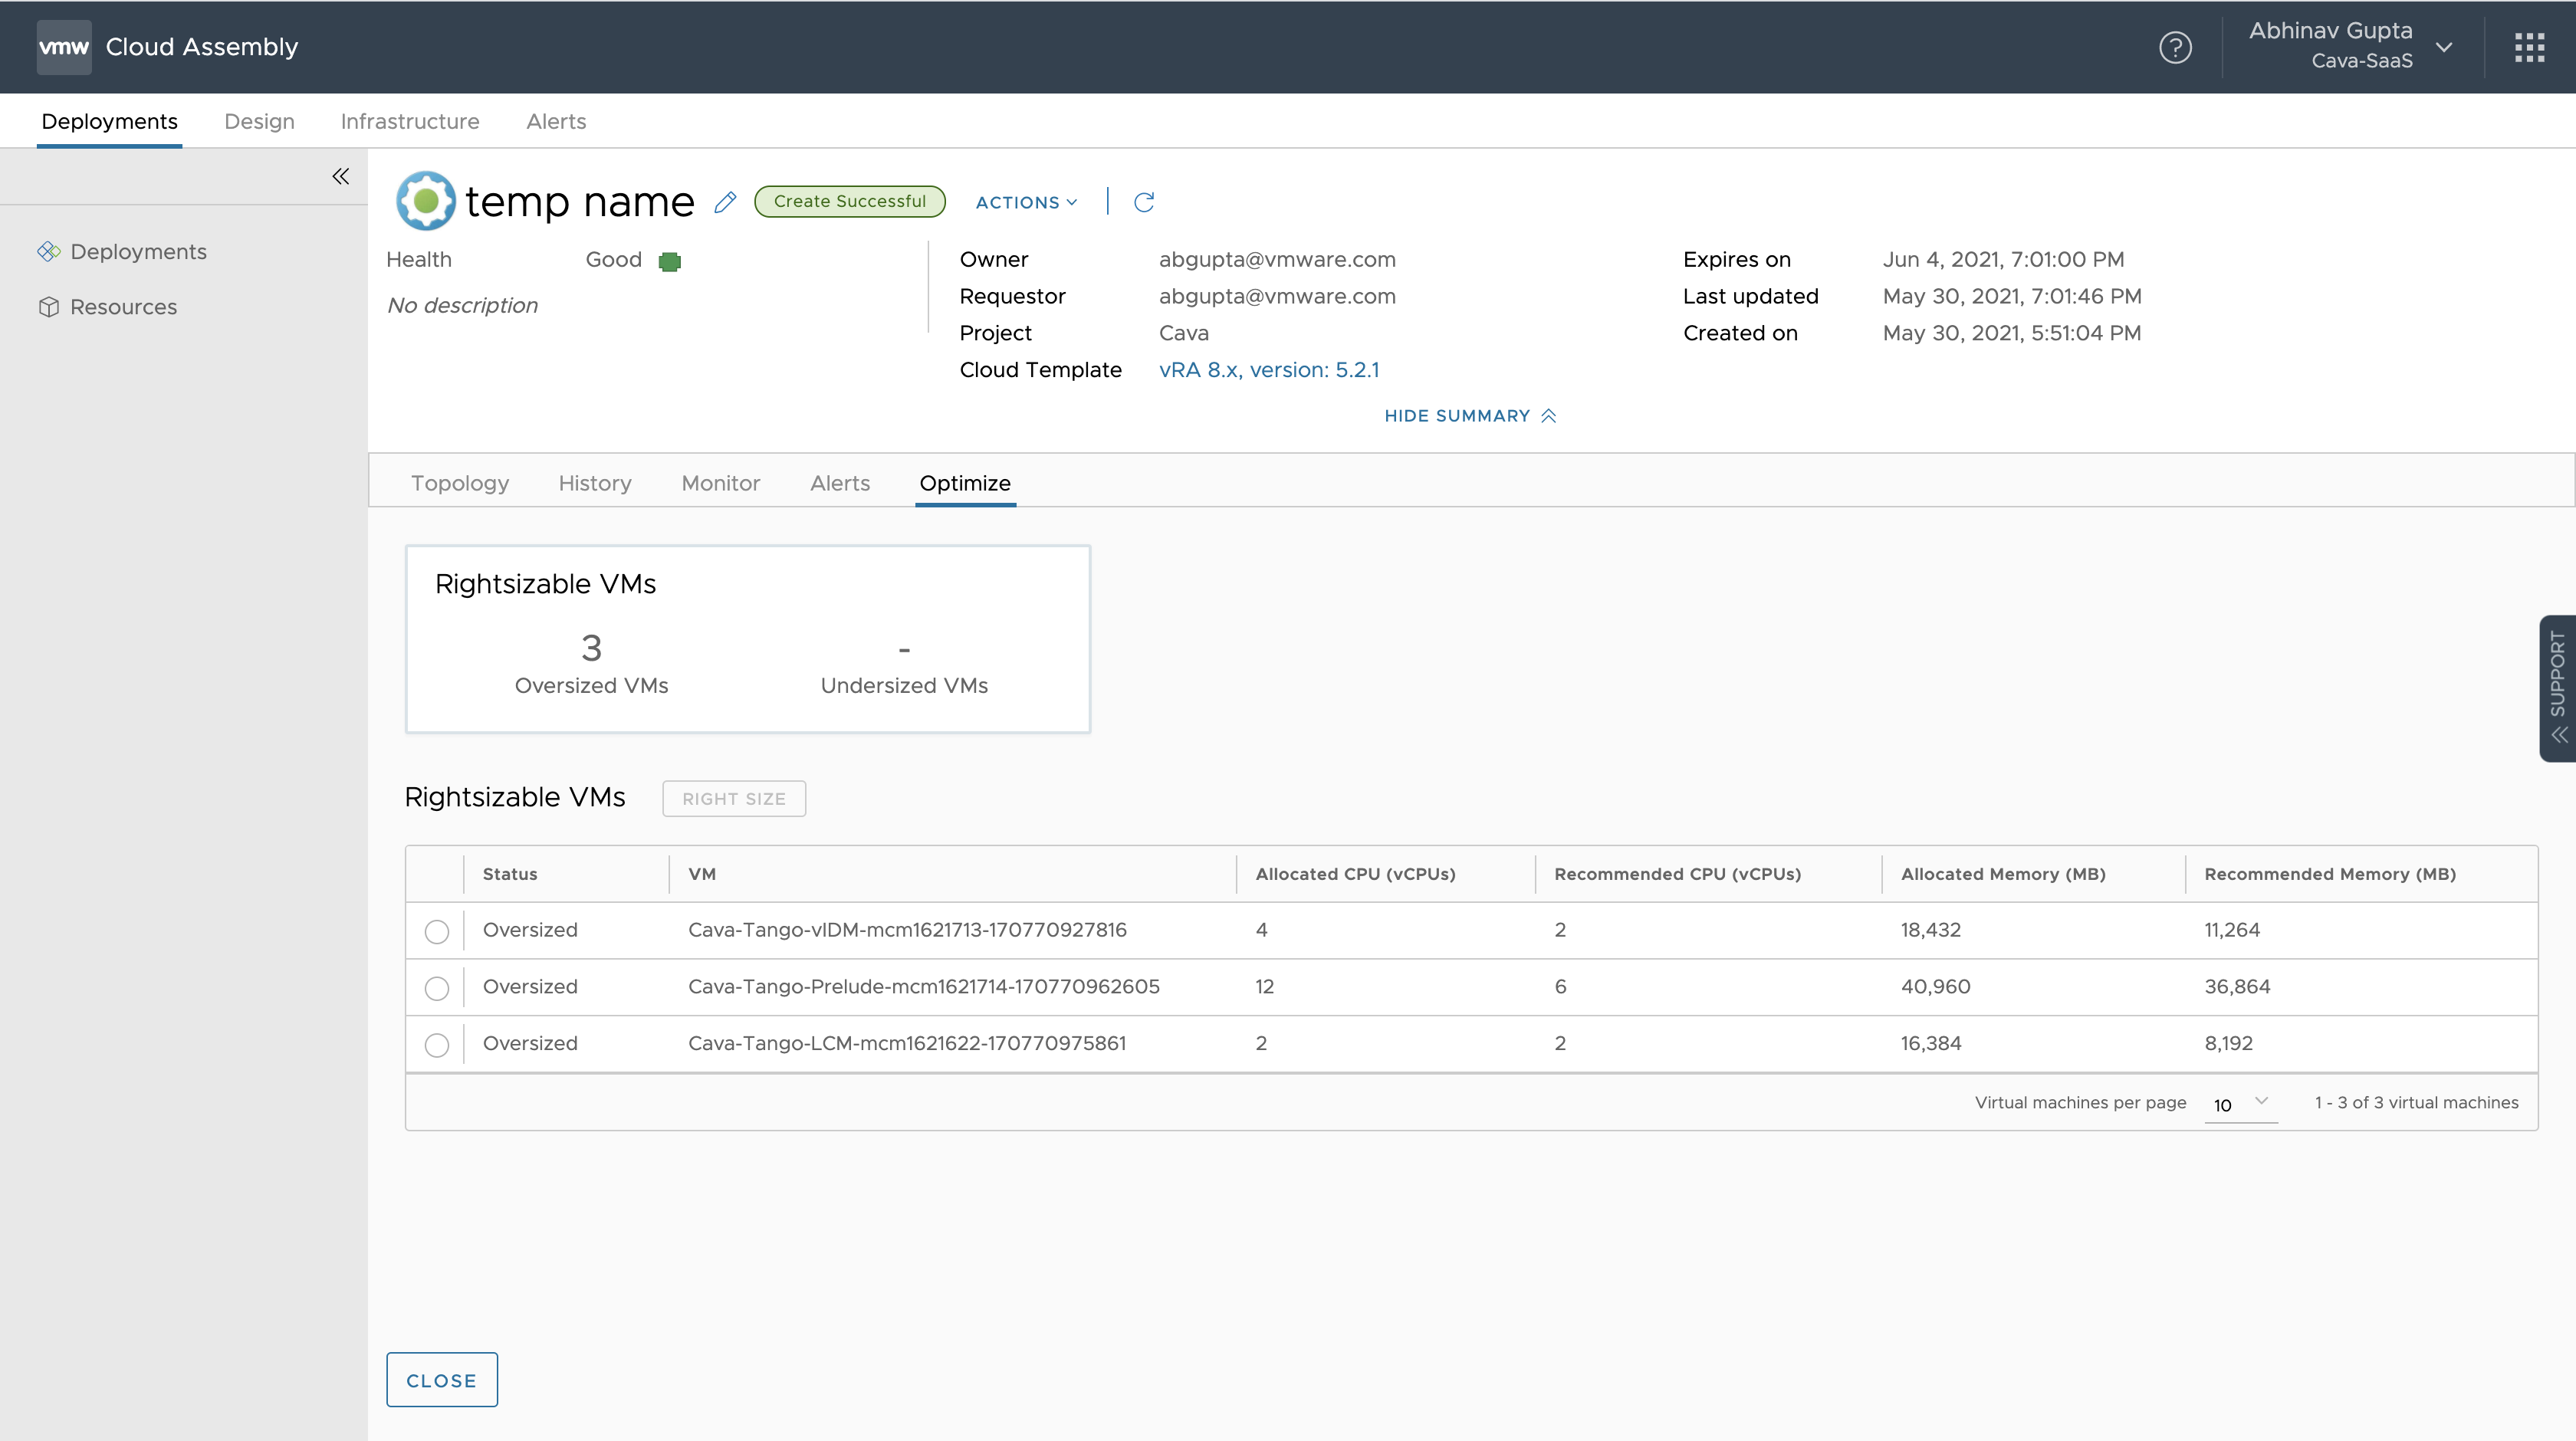 vmw Cloud Assembly
? Abhinav Gupta
Cava-SaaS
Deployments Design Infrastructure Alerts
Deployments
Resources
temp name Create Successful ACTIONS
Health Good
No description
Owner abgupta@vmware.com
Requestor abgupta@vmware.com
Project Cava
Cloud Template vRA 8.x, version: 5.2.1
Expires on Jun 4, 2021, 7:01:00 PM
Last updated May 30, 2021, 7:01:46 PM
Created on May 30, 2021, 5:51:04 PM
HIDE SUMMARY
Topology History Monitor Alerts Optimize
Rightsizable VMs
3 -
Oversized VMs Undersized VMs
SUPPORT
Rightsizable VMs RIGHT SIZE
Status VM Allocated CPU (vCPUs) Recommended CPU (vCPUs) Allocated Memory (MB) Recommended Memory (MB)
Oversized Cava-Tango-vIDM-mcm1621713-170770927816 4 2 18,432 11,264
Oversized Cava-Tango-Prelude-mcm1621714-170770962605 12 6 40,960 36,864
Oversized Cava-Tango-LCM-mcm1621622-170770975861 2 2 16,384 8,192
Virtual machines per page 10 1 - 3 of 3 virtual machines
CLOSE